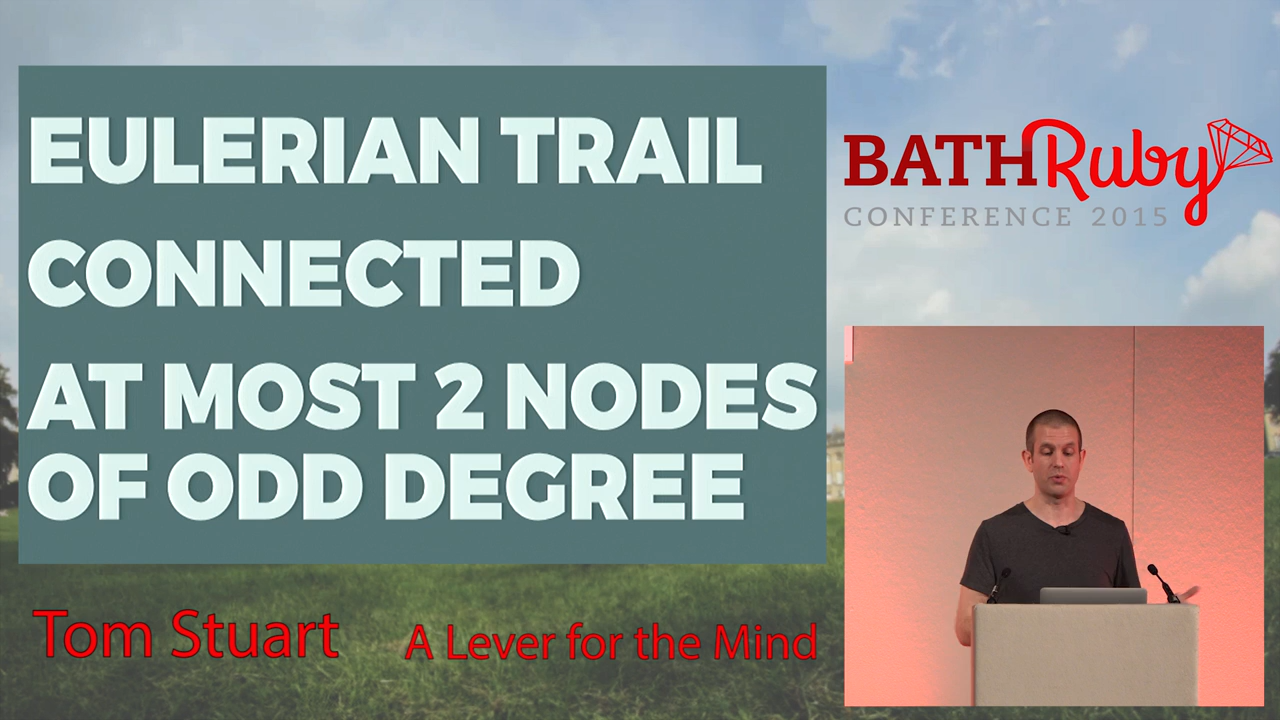 EULERIAN TRAIL
CONNECTED
AT MOST 2 NODES
OF ODD DEGREE
BATHRuby
CONFERENCE 2015
Tom Stuart
A Lever for the Mind